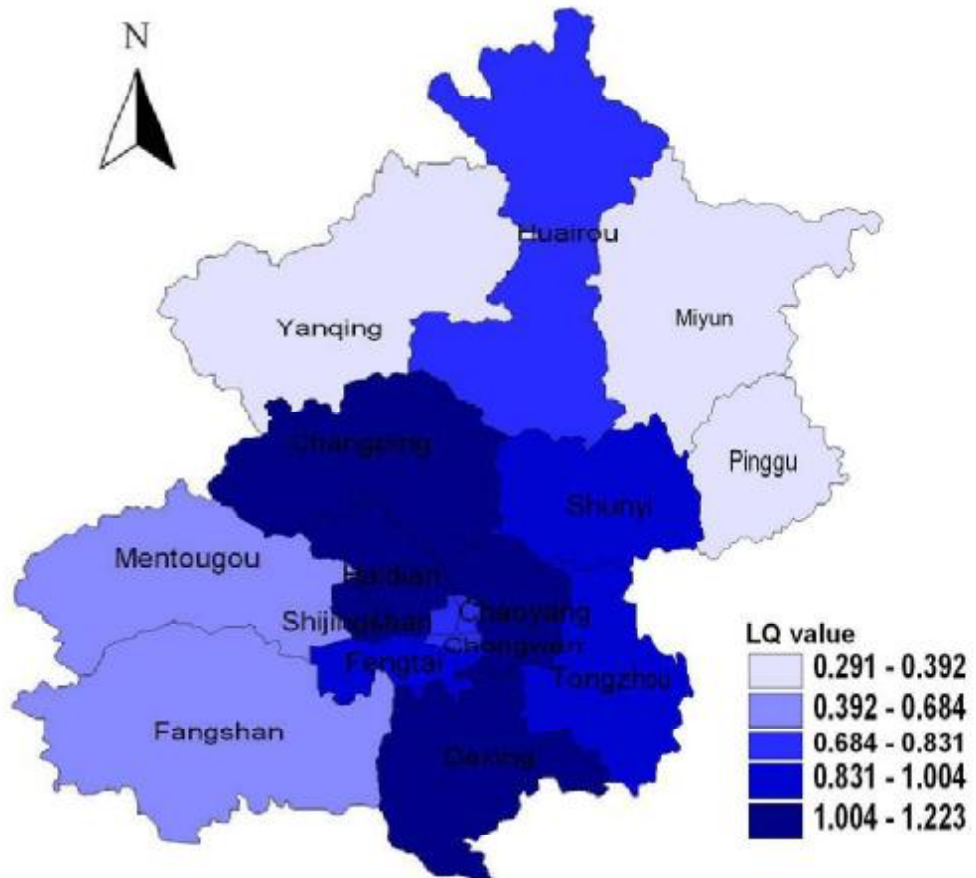 N
Huairou
Miyun
Yanqing
Changping
Pinggu
Shunyi
Mentougou
Haidian
Shijingshan
Chaoyang
Chongwen
Fengtai
Tongzhou
Fangshan
Daxing
LQ value
0.291 - 0.392
0.392 - 0.684
0.684 - 0.831
0.831 - 1.004
1.004 - 1.223